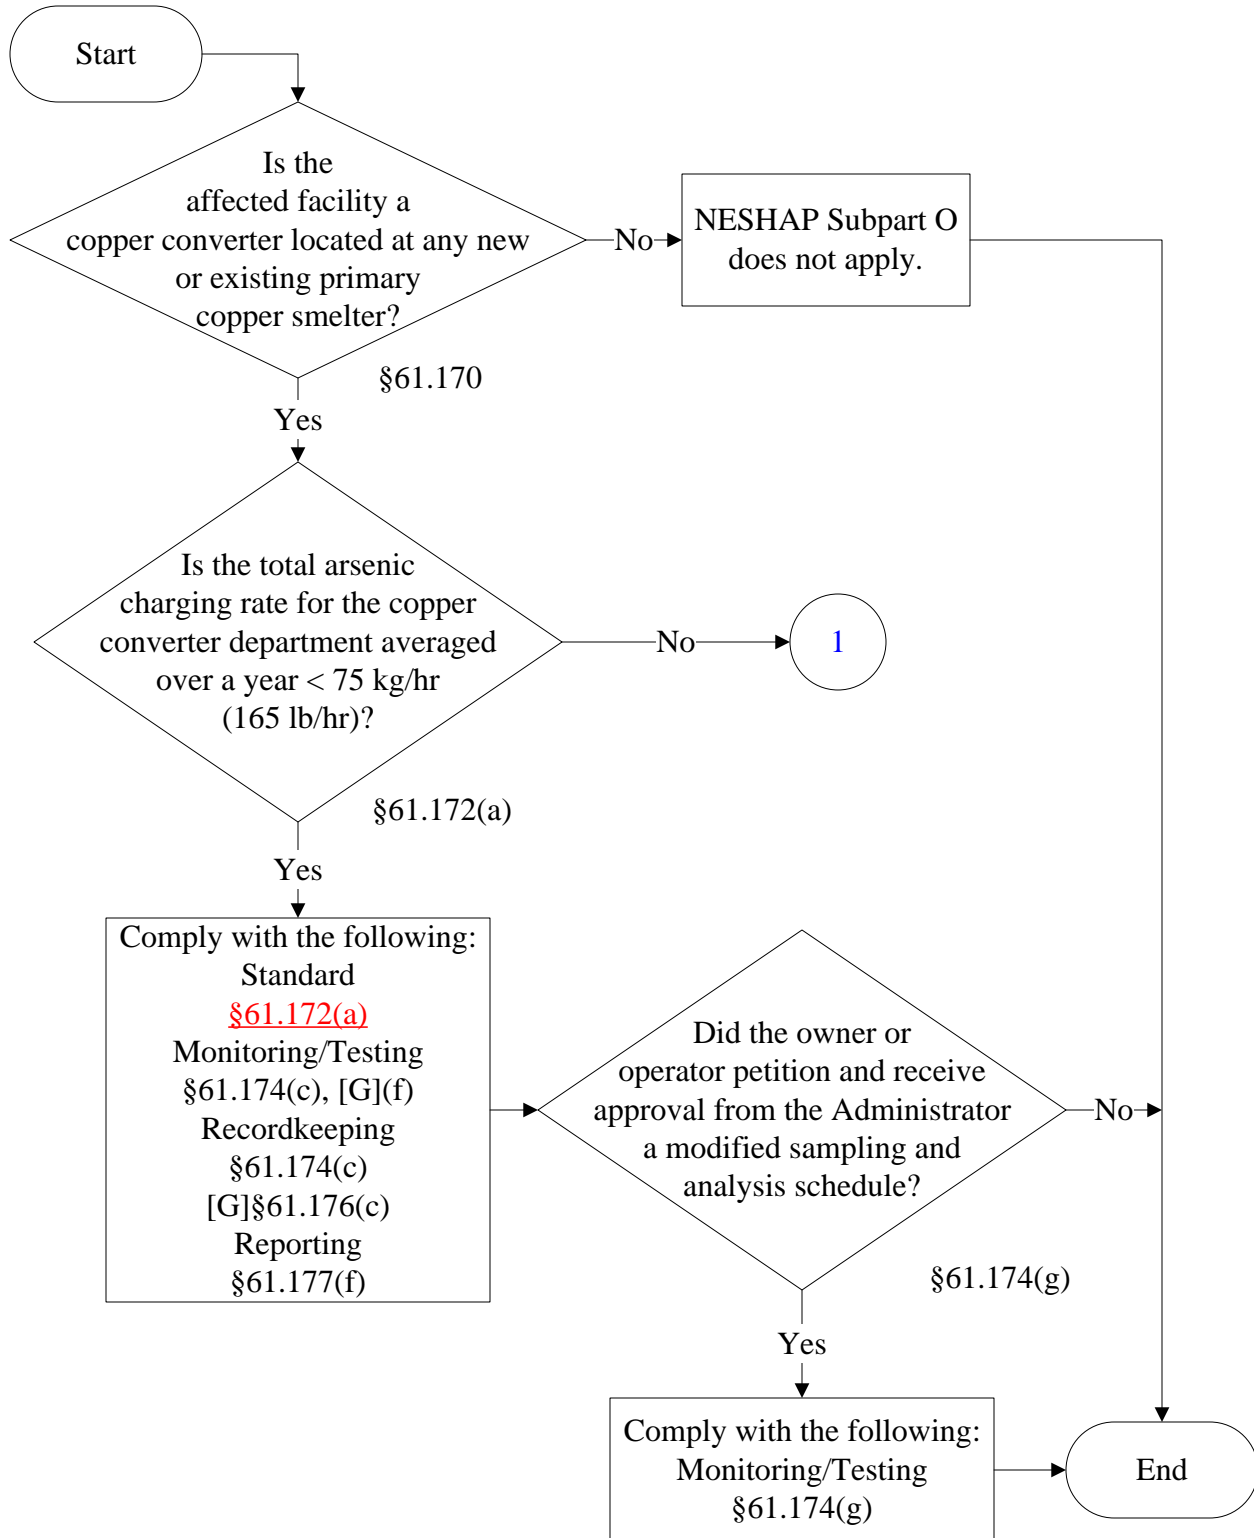 Start
Is the
affected facility a
copper converter located at any new
or existing primary
copper smelter?
No
NESHAP Subpart O
does not apply.
§61.170
Yes
Is the total arsenic
charging rate for the copper
converter department averaged
over a year < 75 kg/hr
(165 lb/hr)?
No
1
§61.172(a)
Yes
Comply with the following:
Standard
§61.172(a)
Monitoring/Testing
§61.174(c), [G](f)
Recordkeeping
§61.174(c)
[G]§61.176(c)
Reporting
§61.177(f)
Did the owner or
operator petition and receive
approval from the Administrator
a modified sampling and
analysis schedule?
No
§61.174(g)
Yes
Comply with the following:
Monitoring/Testing
§61.174(g)
End